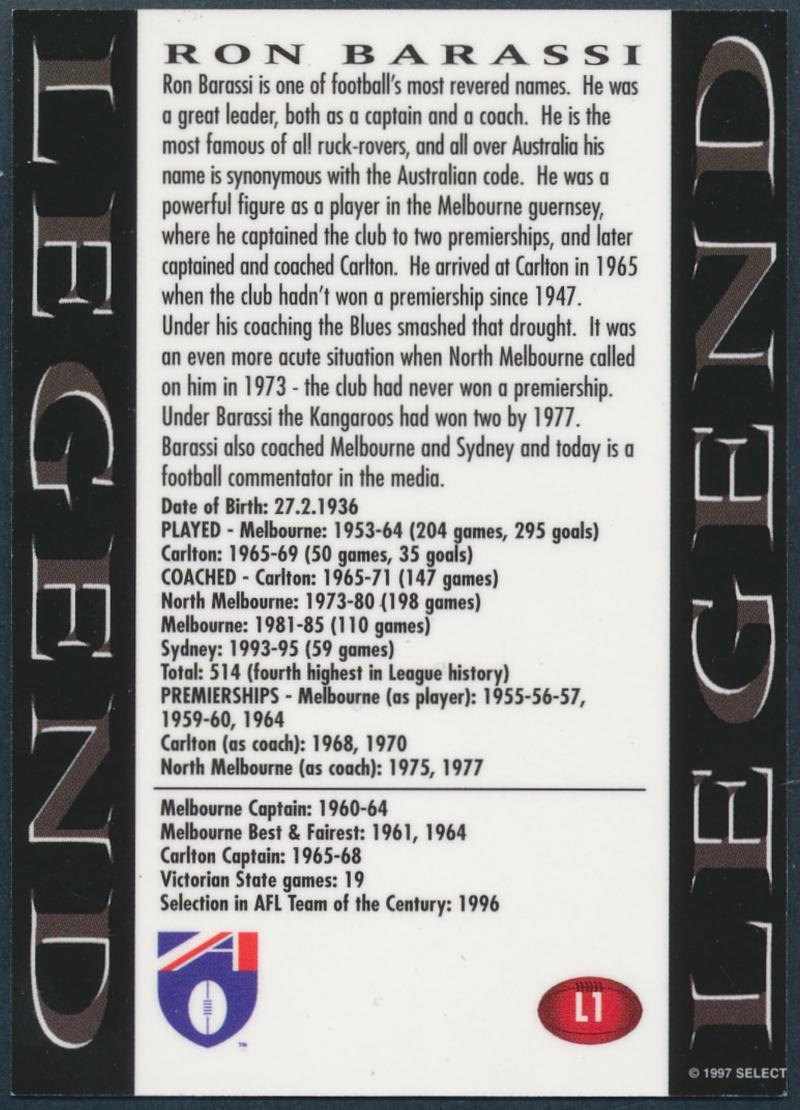 LEGEND
RON BARASSI
Ron Barassi is one of football's most revered names. He was
a great leader, both as a captain and a coach. He is the
most famous of all ruck-rovers, and all over Australia his
name is synonymous with the Australian code. He was a
powerful figure as a player in the Melbourne guernsey,
where he captained the club to two premierships, and later
captained and coached Carlton. He arrived at Carlton in 1965
when the club hadn't won a premiership since 1947.
Under his coaching the Blues smashed that drought. It was
an even more acute situation when North Melbourne called
on him in 1973 - the club had never won a premiership.
Under Barassi the Kangaroos had won two by 1977.
Barassi also coached Melbourne and Sydney and today is a
football commentator in the media.
Date of Birth: 27.2.1936
PLAYED - Melbourne: 1953-64 (204 games, 295 goals)
Carlton: 1965-69 (50 games, 35 goals)
COACHED - Carlton: 1965-71 (147 games)
North Melbourne: 1973-80 (198 games)
Melbourne: 1981-85 (110 games)
Sydney: 1993-95 (59 games)
Total: 514 (fourth highest in League history)
PREMIERSHIPS - Melbourne (as player): 1955-56-57,
1959-60, 1964
Carlton (as coach): 1968, 1970
North Melbourne (as coach): 1975, 1977
Melbourne Captain: 1960-64
Melbourne Best & Fairest: 1961, 1964
Carlton Captain: 1965-68
Victorian State games: 19
Selection in AFL Team of the Century: 1996
TM
L1
LEGEND
© 1997 SELECT